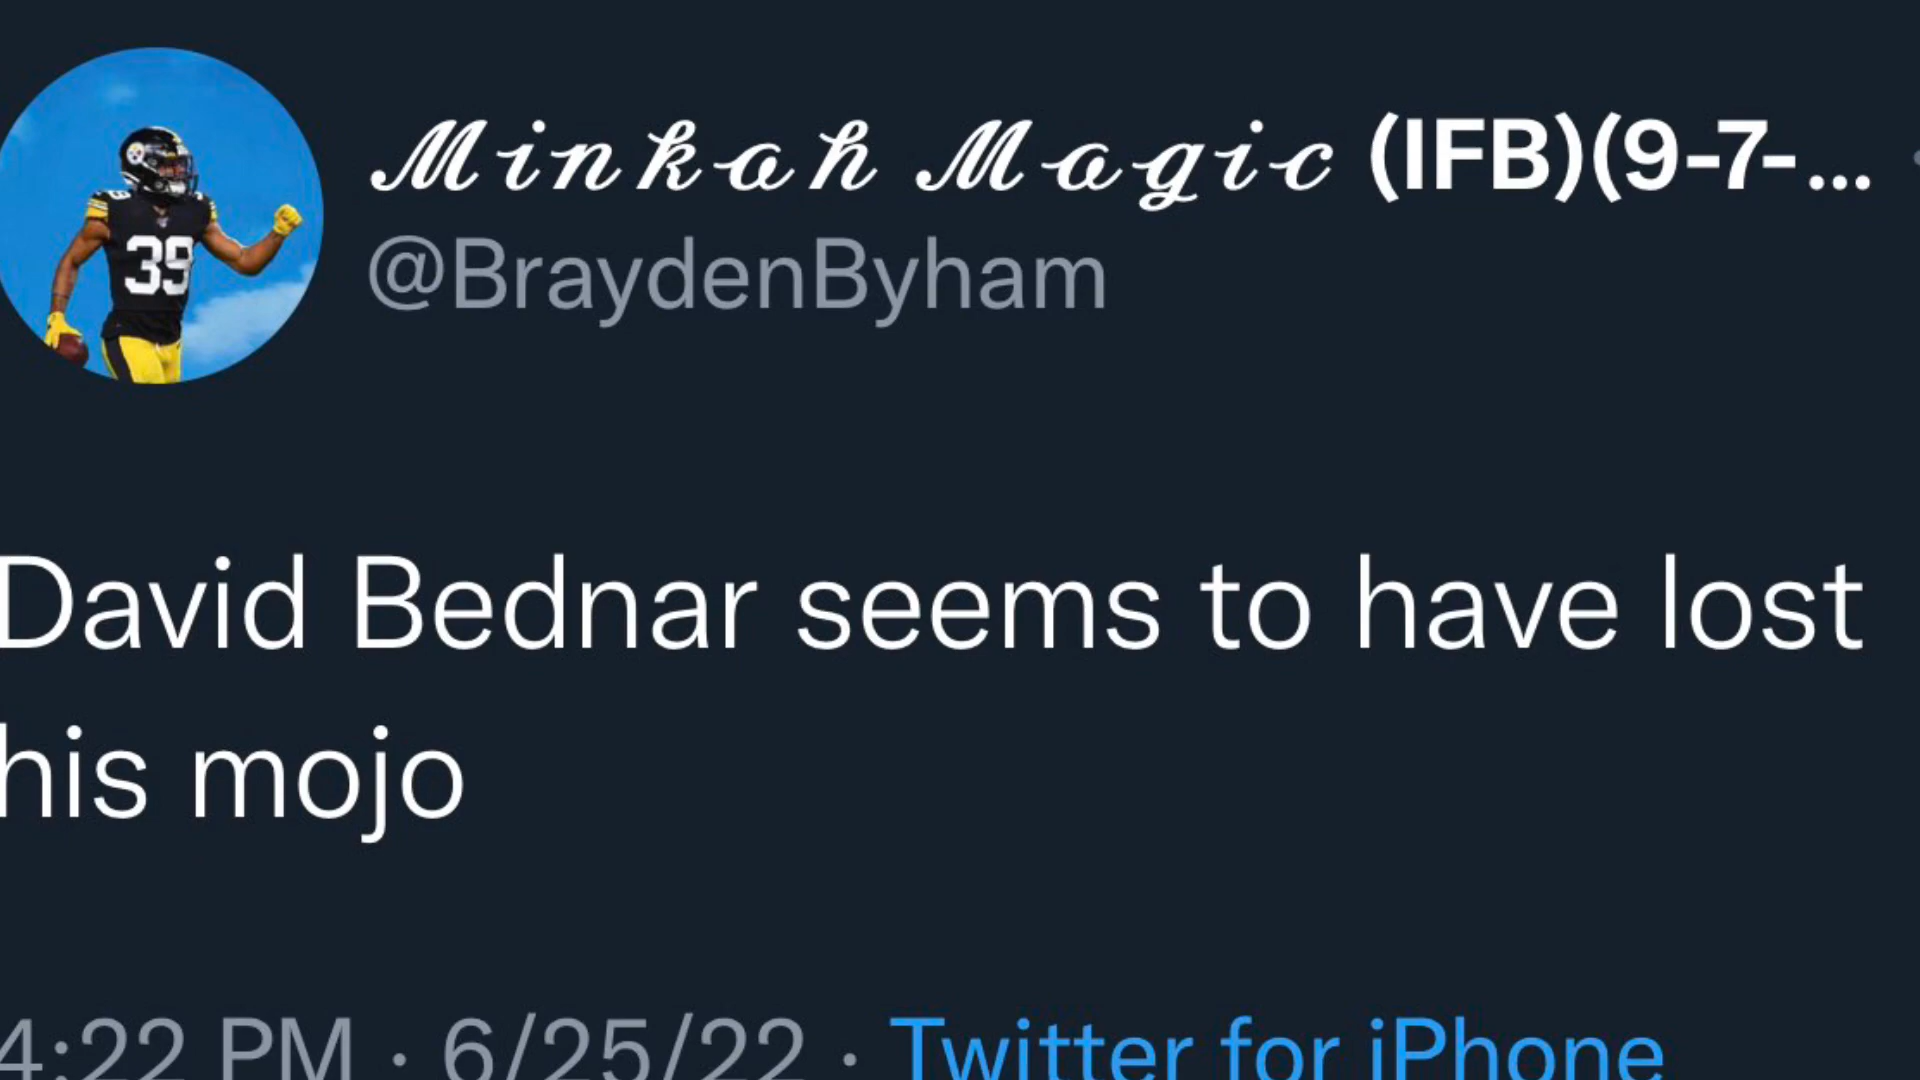 𝓜𝓲𝓷𝓴𝓪𝓱 𝓜𝓪𝓰𝓲𝓬 (IFB)(9-7-...
@BraydenByham
39
David Bednar seems to have lost
his mojo
4:22 PM · 6/25/22 · Twitter for iPhone